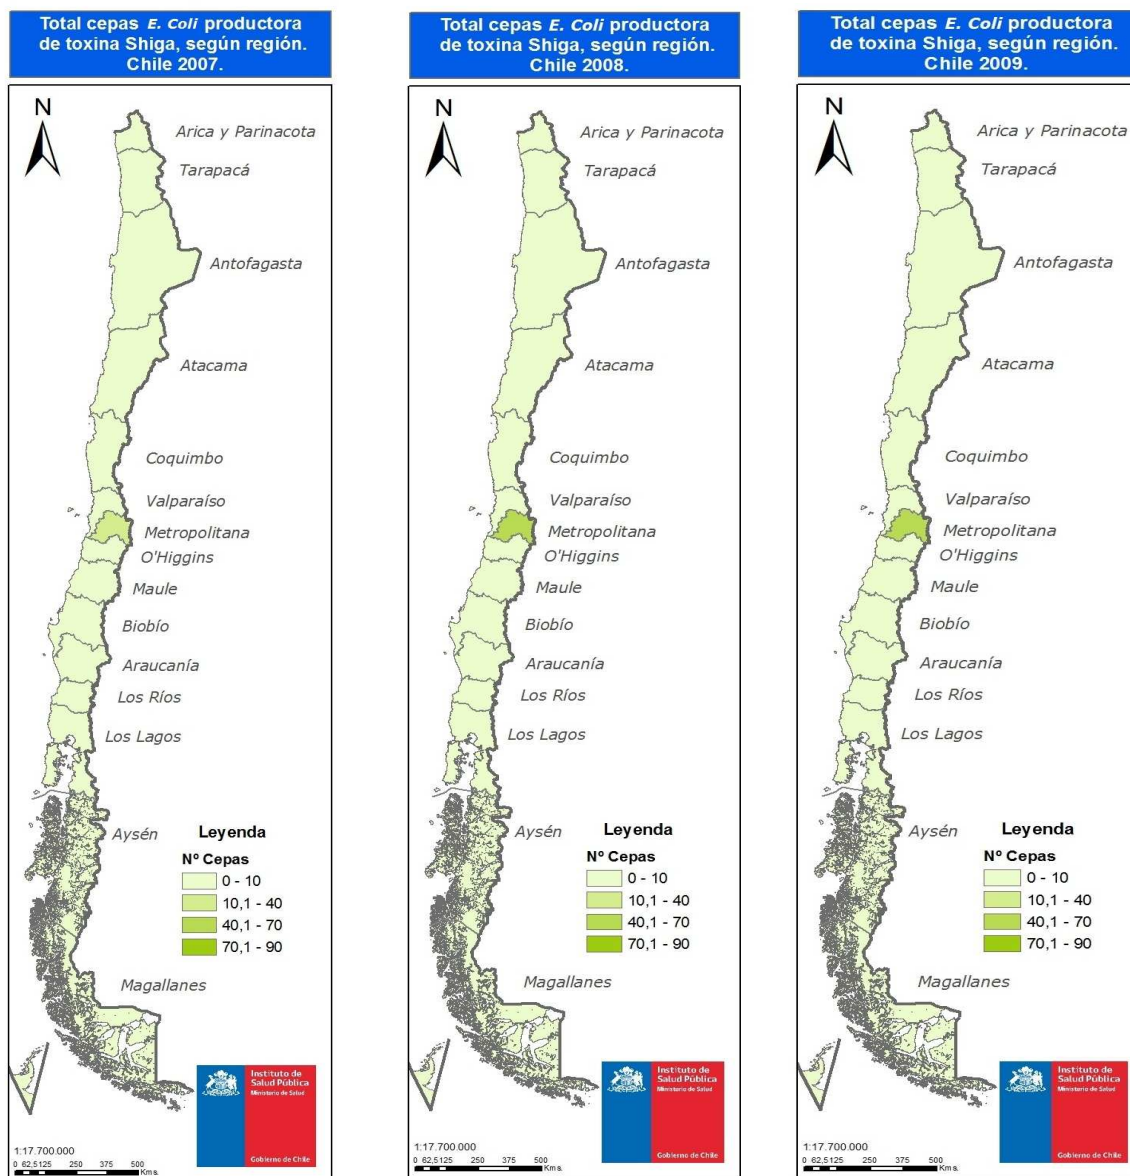 Total cepas E. Coli productora
de toxina Shiga, según región.
Chile 2007.
N
Arica y Parinacota
Tarapacá
Antofagasta
Atacama
Coquimbo
Valparaíso
Metropolitana
O'Higgins
Maule
Biobío
Araucanía
Los Ríos
Los Lagos
Aysén
Leyenda
Nº Cepas
0 - 10
10,1 - 40
40,1 - 70
70,1 - 90
Magallanes
Instituto de
Salud Pública
Ministerio de Salud
Gobierno de Chile
1:17.700.000
0 62,5125 250 375 500
Kms.
Total cepas E. Coli productora
de toxina Shiga, según región.
Chile 2008.
N
Arica y Parinacota
Tarapacá
Antofagasta
Atacama
Coquimbo
Valparaíso
Metropolitana
O'Higgins
Maule
Biobío
Araucanía
Los Ríos
Los Lagos
Aysén
Leyenda
Nº Cepas
0 - 10
10,1 - 40
40,1 - 70
70,1 - 90
Magallanes
Instituto de
Salud Pública
Ministerio de Salud
Gobierno de Chile
1:17.700.000
0 62,5125 250 375 500
Kms.
Total cepas E. Coli productora
de toxina Shiga, según región.
Chile 2009.
N
Arica y Parinacota
Tarapacá
Antofagasta
Atacama
Coquimbo
Valparaíso
Metropolitana
O'Higgins
Maule
Biobío
Araucanía
Los Ríos
Los Lagos
Aysén
Leyenda
Nº Cepas
0 - 10
10,1 - 40
40,1 - 70
70,1 - 90
Magallanes
Instituto de
Salud Pública
Ministerio de Salud
Gobierno de Chile
1:17.700.000
0 62,5125 250 375 500
Kms.